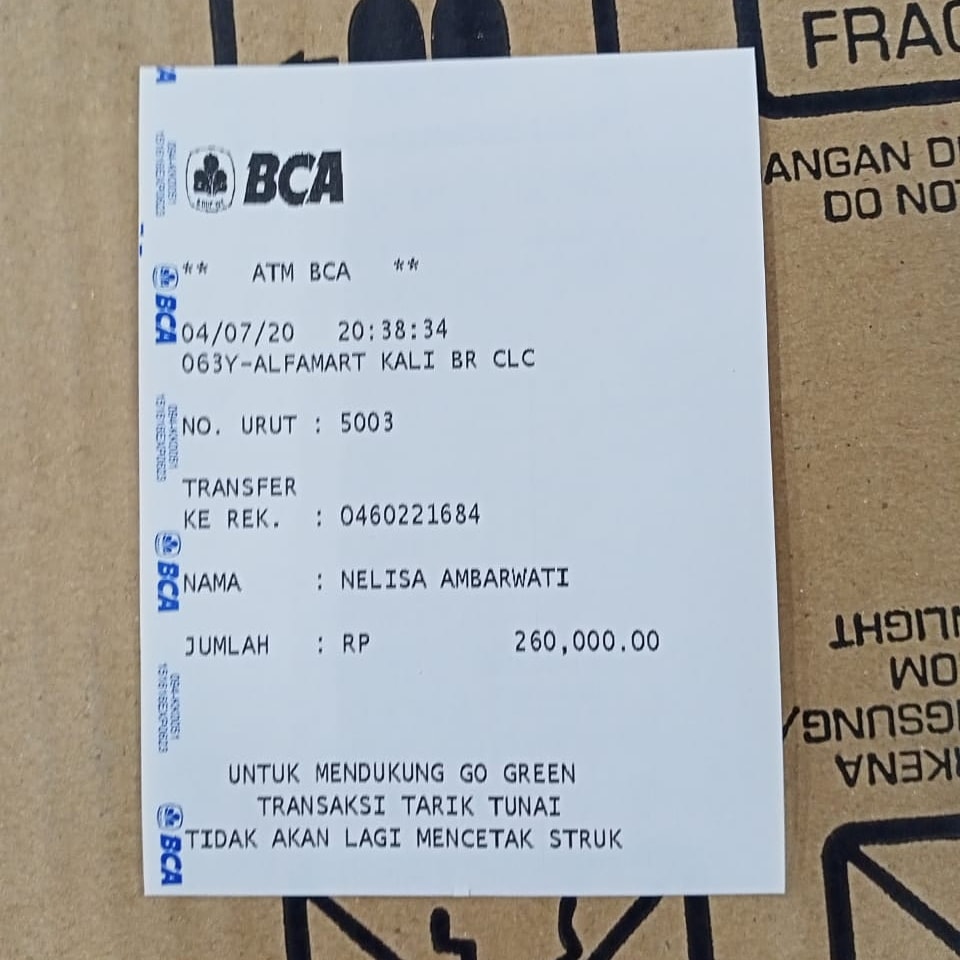 BCA
** ATM BCA **
04/07/20 20:38:34
063Y-ALFAMART KALI BR CLC
NO. URUT : 5003
TRANSFER
KE REK. : 0460221684
NAMA : NELISA AMBARWATI
JUMLAH : RP 260,000.00
UNTUK MENDUKUNG GO GREEN
TRANSAKSI TARIK TUNAI
TIDAK AKAN LAGI MENCETAK STRUK
BCA
BCA
BCA
FRAG
ANGAN D
DO NOT
NLIGHT
OM
GSUNG/
KENA